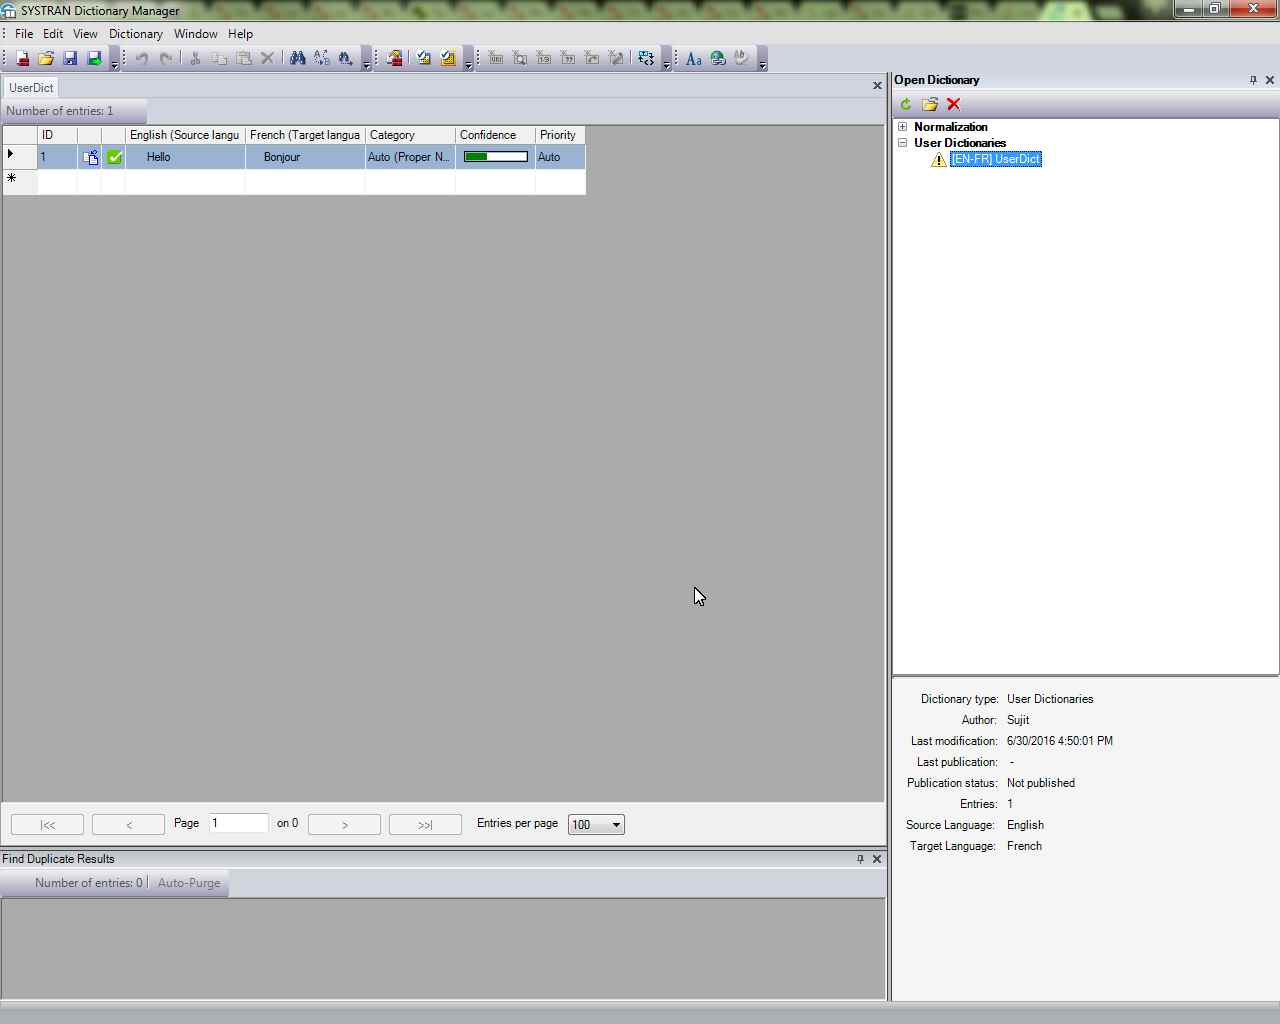 SYSTRAN Dictionary Manager
File Edit View Dictionary Window Help
UserDict
Number of entries: 1
ID English (Source langu French (Target langua Category Confidence Priority
1 Hello Bonjour Auto (Proper N... Auto
|<< < Page 1 on 0 > >>| Entries per page 100
Find Duplicate Results
Number of entries: 0 Auto-Purge
Open Dictionary
Normalization
User Dictionaries
[EN-FR] UserDict
Dictionary type: User Dictionaries
Author: Sujit
Last modification: 6/30/2016 4:50:01 PM
Last publication: -
Publication status: Not published
Entries: 1
Source Language: English
Target Language: French